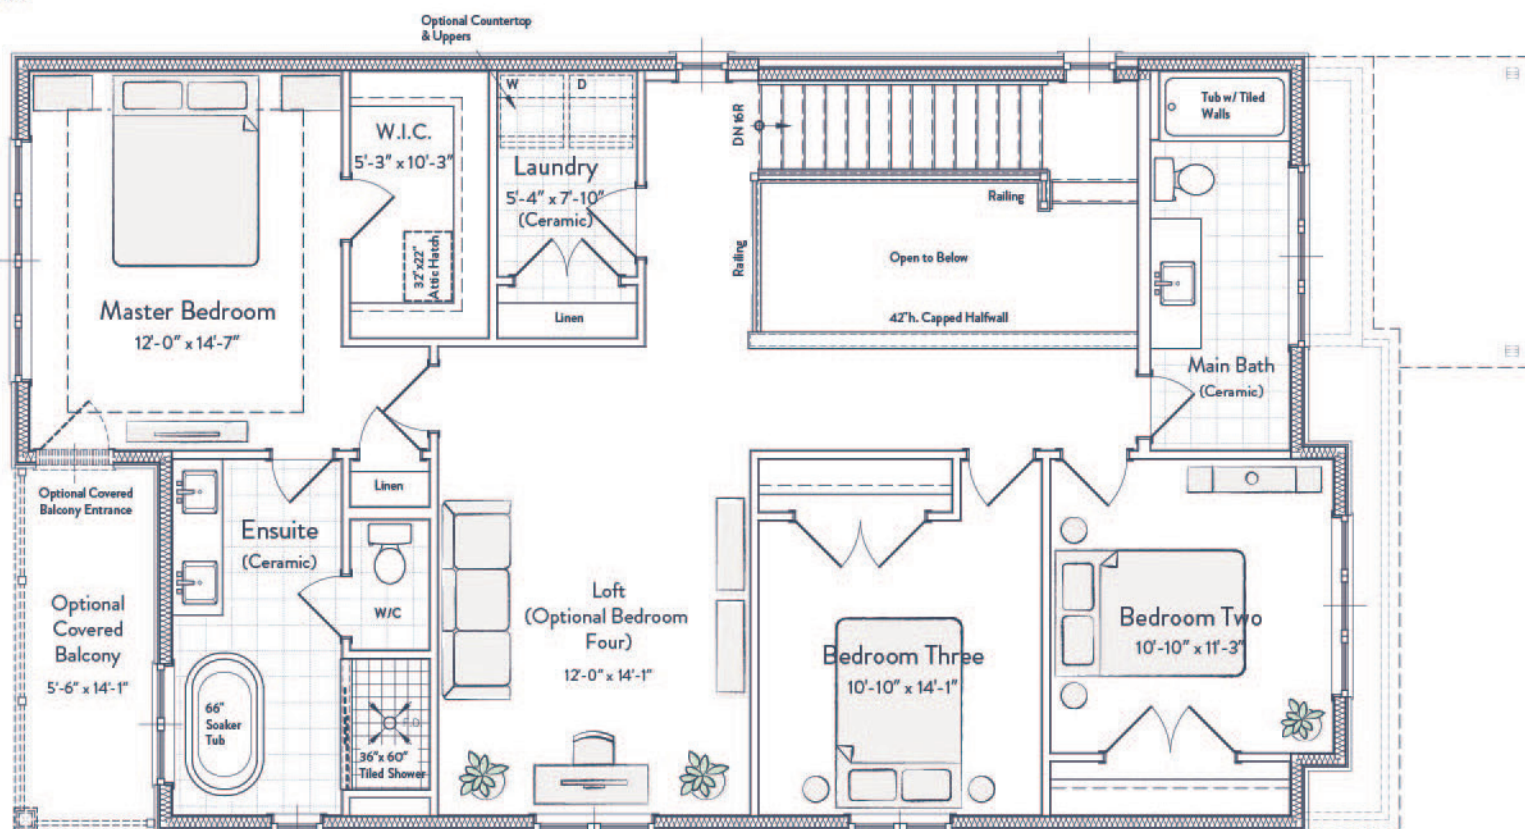 Optional Countertop
& Uppers
W
D
Tub w/ Tiled
Walls
W.I.C.
5'-3" x 10'-3"
DN 16R
Laundry
5'-4" x 7'-10"
(Ceramic)
Railing
Railing
Open to Below
32"x22"
Attic Hatch
Master Bedroom
12'-0" x 14'-7"
Linen
42"h. Capped Halfwall
Main Bath
(Ceramic)
Linen
Optional Covered
Balcony Entrance
Ensuite
(Ceramic)
Optional
Covered
Balcony
5'-6" x 14'-1"
W/C
Loft
(Optional Bedroom
Four)
12'-0" x 14'-1"
Bedroom Three
10'-10" x 14'-1"
Bedroom Two
10'-10" x 11'-3"
66"
Soaker
Tub
F.D.
36"x 60"
Tiled Shower